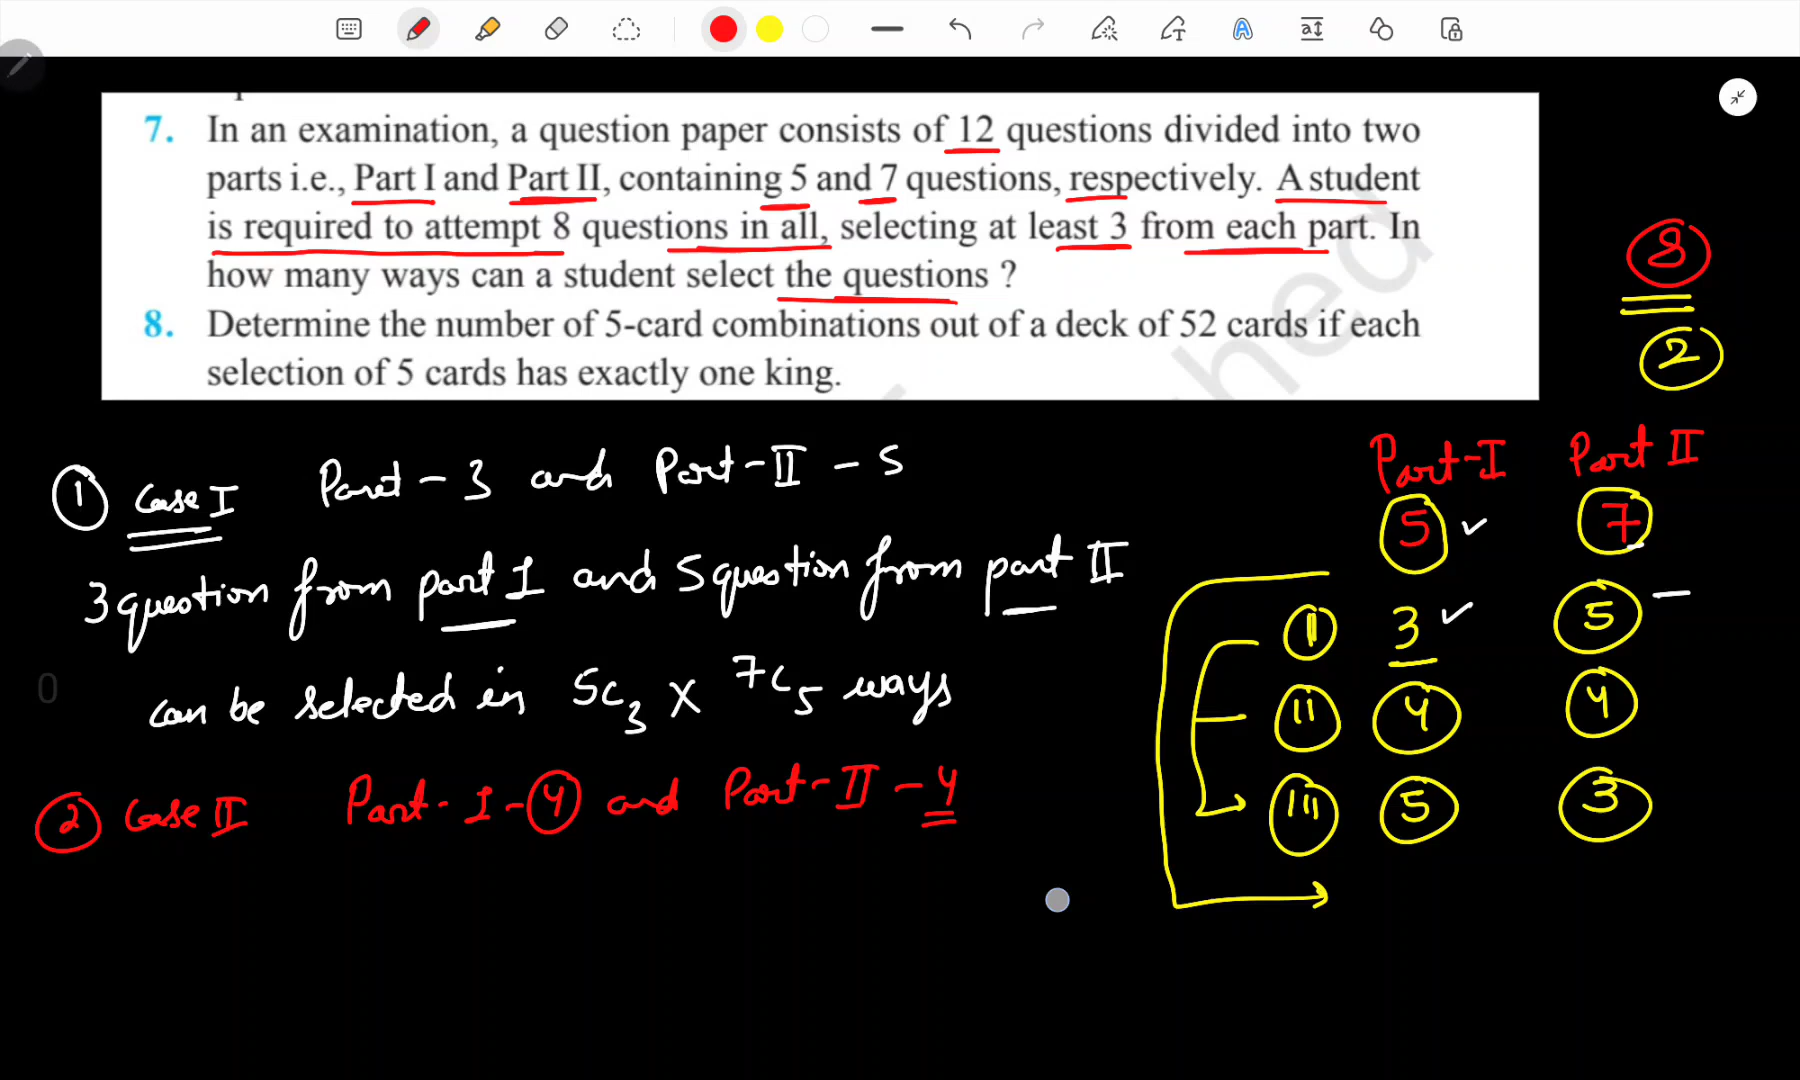 7. In an examination, a question paper consists of 12 questions divided into two
parts i.e., Part I and Part II, containing 5 and 7 questions, respectively. A student
is required to attempt 8 questions in all, selecting at least 3 from each part. In
how many ways can a student select the questions ?
8. Determine the number of 5-card combinations out of a deck of 52 cards if each
selection of 5 cards has exactly one king.
hed
8
2
① Case I Part - 3 and Part-II - 5
3 question from part I and 5 question from part II
can be selected in 5c₃ X 7c₅ ways
② Case II Part-I-④ and Part-II-4
Part-I Part II
5 7
I 3 5
II 4 4
III 5 3
0